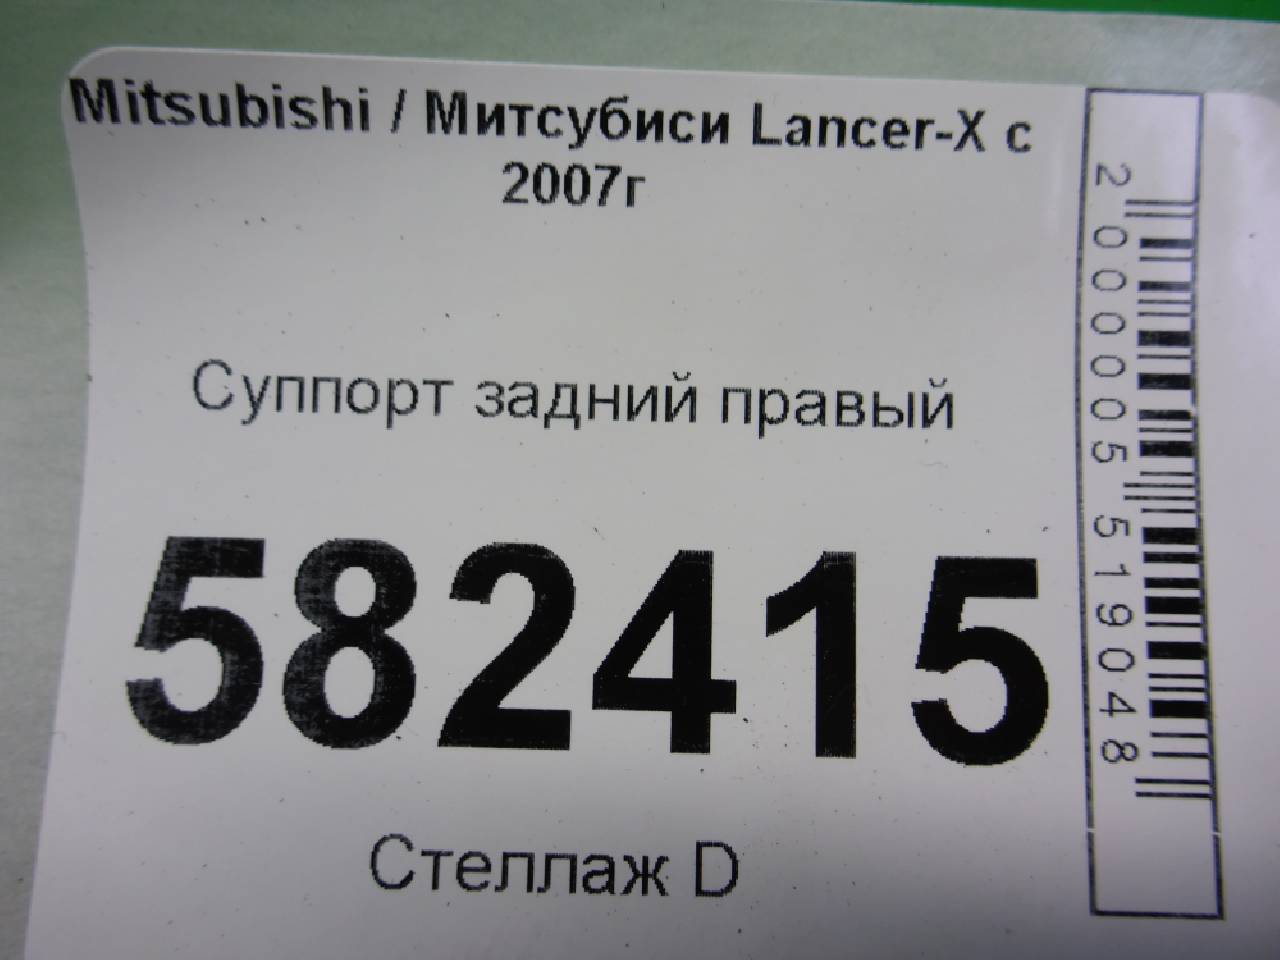 Mitsubishi / Митсубиси Lancer-X с
2007г
Суппорт задний правый
582415
Стеллаж D
2000005519048